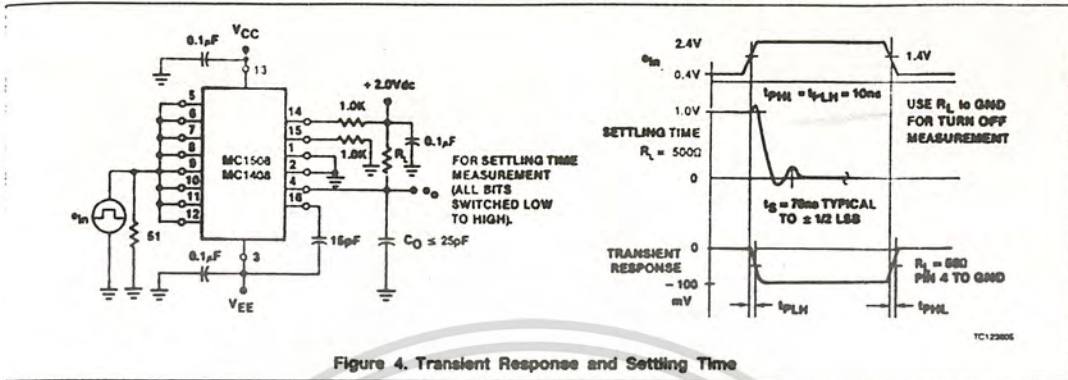 VCC
0.1μF
13
+ 2.0Vdc
5
6
7
8
9
10
11
12
MC1508
MC1408
14
15
1
2
4
16
1.0K
1.0K
RL
0.1μF
eo
FOR SETTLING TIME
MEASUREMENT
(ALL BITS
SWITCHED LOW
TO HIGH).
ein
51
0.1μF
3
VEE
15pF
CO ≤ 25pF
2.4V
ein
0.4V
1.4V
tPHL = tPLH = 10ns
USE RL to GND
FOR TURN OFF
MEASUREMENT
1.0V
SETTLING TIME
RL = 500Ω
0
tS = 70ns TYPICAL
TO ± 1/2 LSB
0
TRANSIENT
RESPONSE
− 100
mV
RL = 50Ω
PIN 4 TO GND
tPLH
tPHL
Figure 4. Transient Response and Settling Time